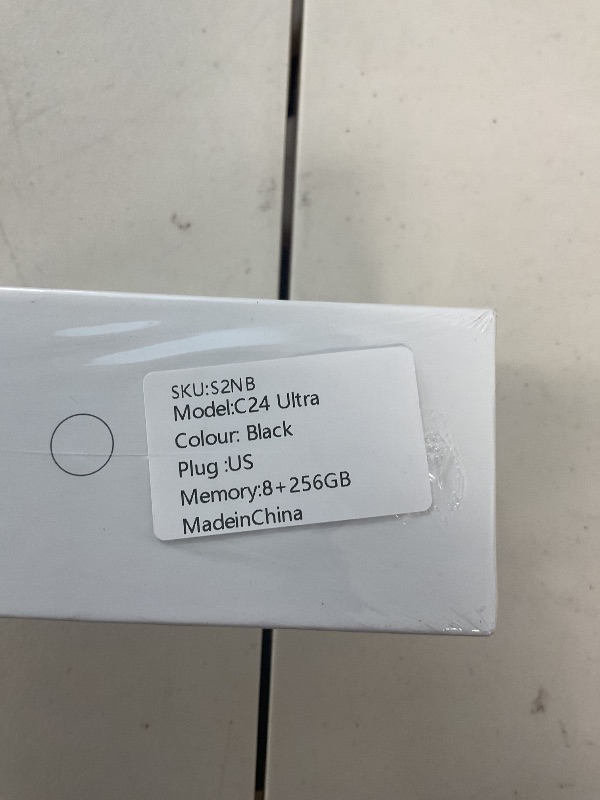 SKU:S2NB
Model:C24 Ultra
Colour: Black
Plug :US
Memory:8+256GB
MadeinChina